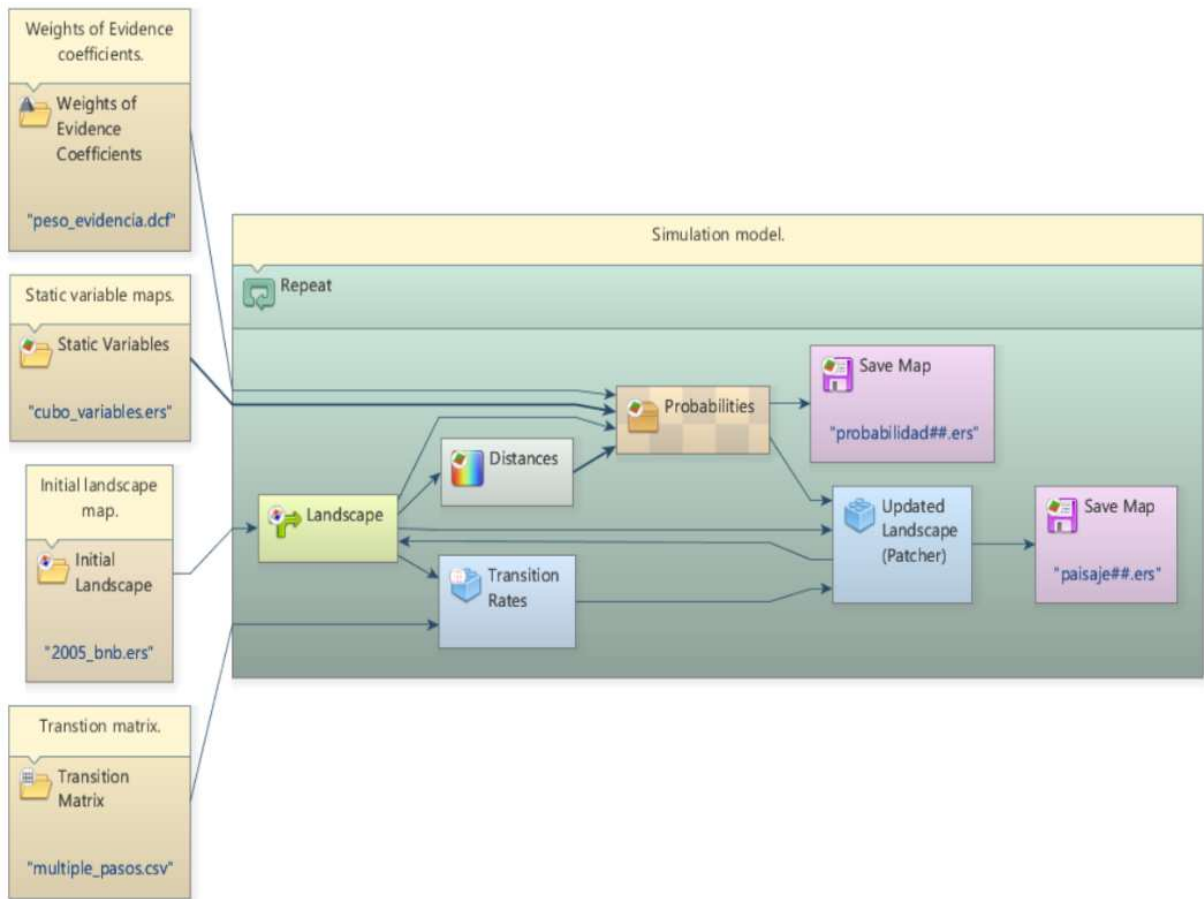 Weights of Evidence
coefficients.
Weights of
Evidence
Coefficients
"peso_evidencia.dcf"
Static variable maps.
Static Variables
"cubo_variables.ers"
Initial landscape
map.
Initial
Landscape
"2005_bnb.ers"
Transtion matrix.
Transition
Matrix
"multiple_pasos.csv"
Simulation model.
Repeat
Landscape
Distances
Transition
Rates
Probabilities
Save Map
"probabilidad##.ers"
Updated
Landscape
(Patcher)
Save Map
"paisaje##.ers"